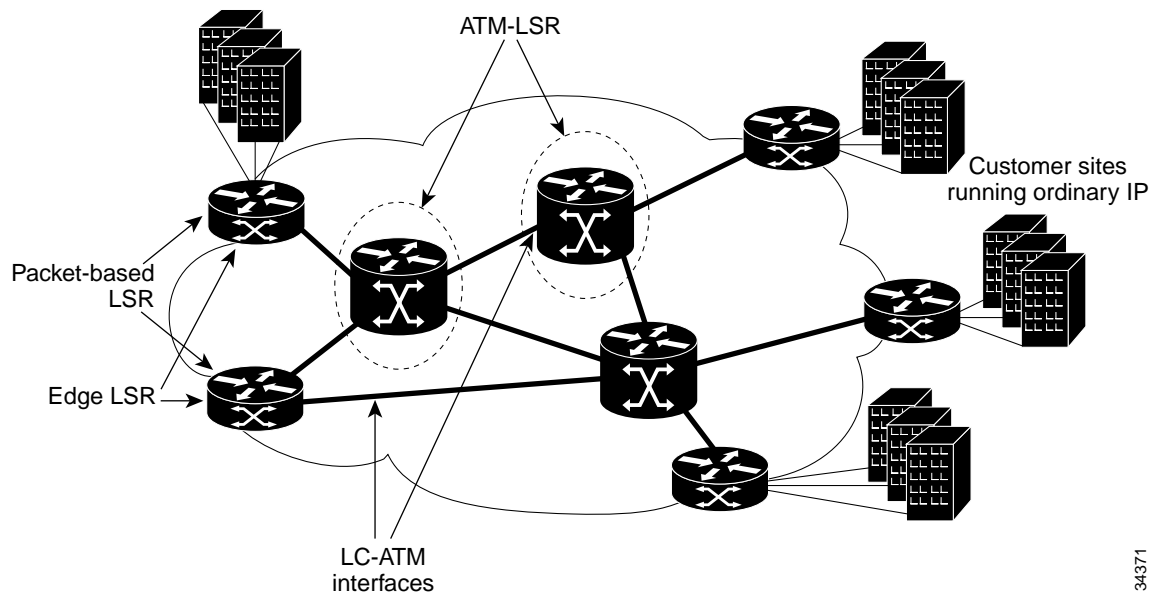 ATM-LSR
Customer sites
running ordinary IP
Packet-based
LSR
Edge LSR
LC-ATM
interfaces
34371